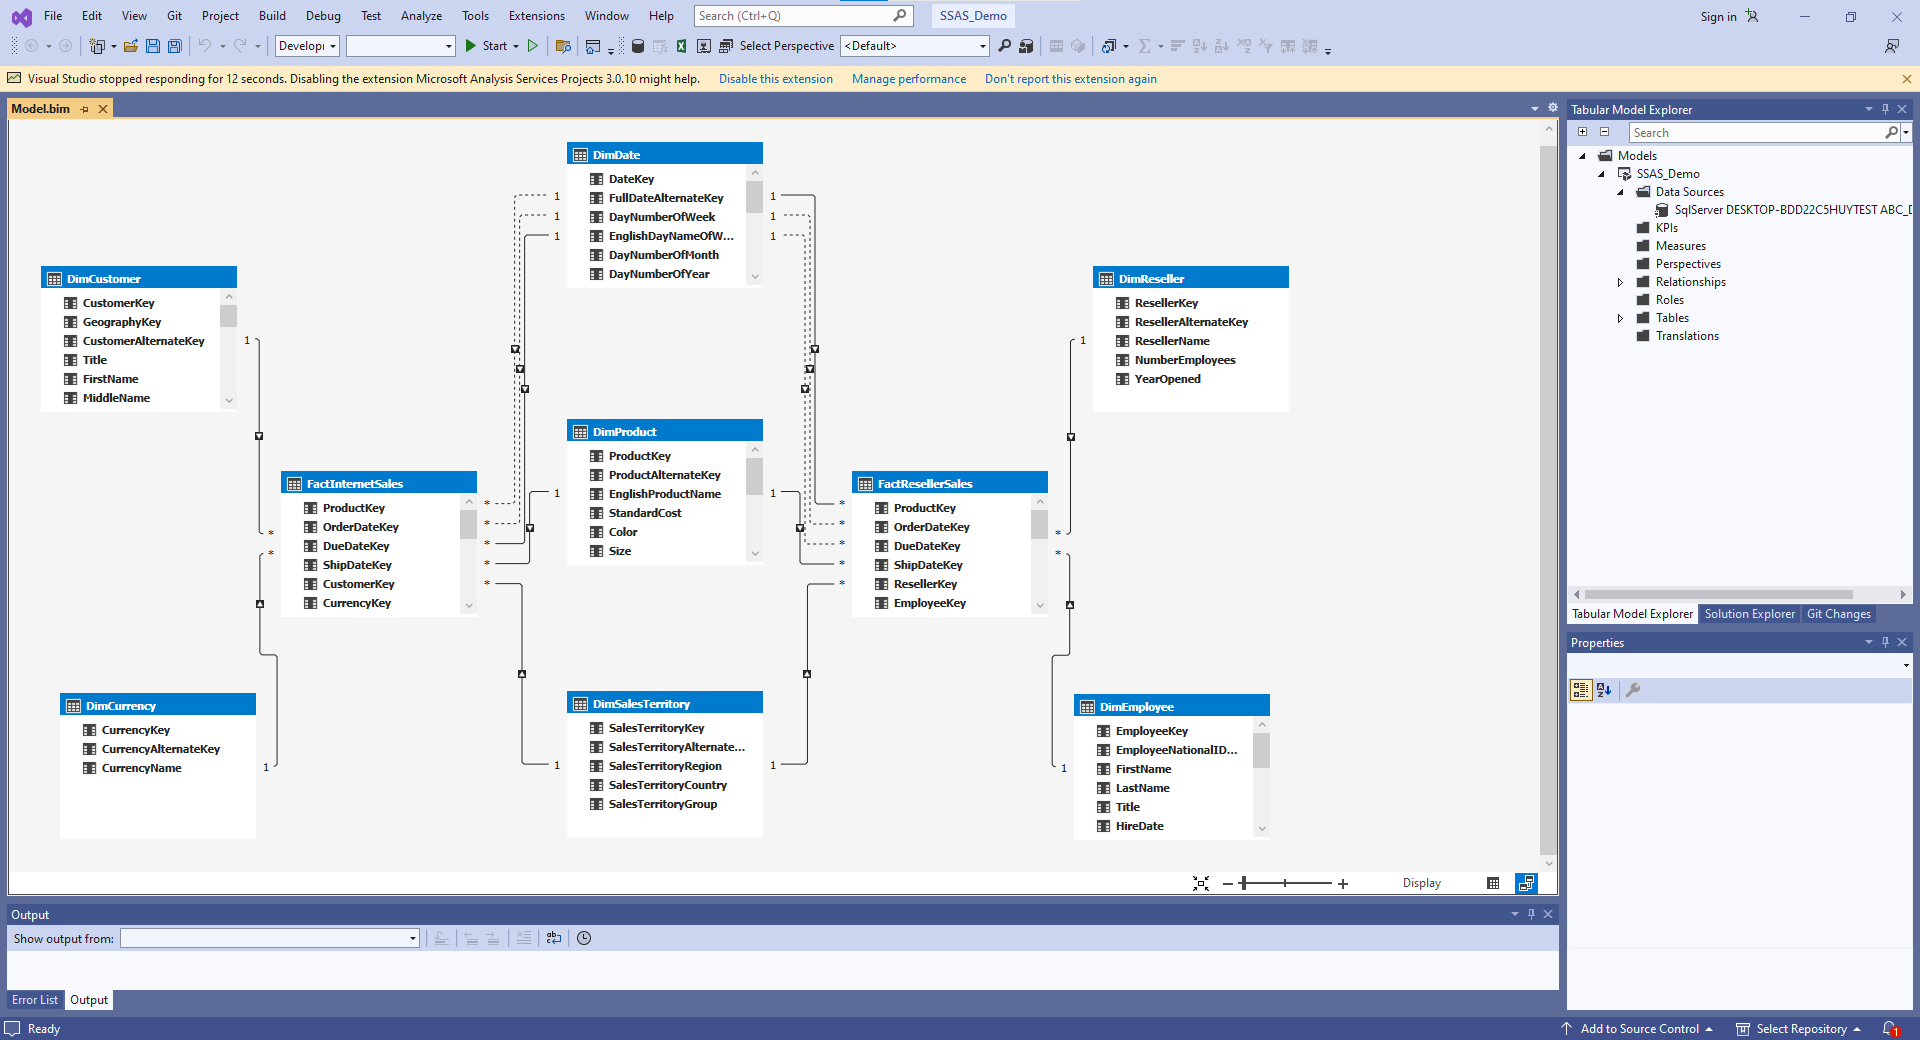 File Edit View Git Project Build Debug Test Analyze Tools Extensions Window Help Search (Ctrl+Q) SSAS_Demo Sign in
Start Select Perspective <Default>
Visual Studio stopped responding for 12 seconds. Disabling the extension Microsoft Analysis Services Projects 3.0.10 might help. Disable this extension Manage performance Don't report this extension again
Model.bim
DimDate
DateKey
FullDateAlternateKey
DayNumberOfWeek
EnglishDayNameOfW...
DayNumberOfMonth
DayNumberOfYear
1
1
1
1
1
1
DimCustomer
CustomerKey
GeographyKey
CustomerAlternateKey
Title
FirstName
MiddleName
1
DimReseller
ResellerKey
ResellerAlternateKey
ResellerName
NumberEmployees
YearOpened
1
DimProduct
ProductKey
ProductAlternateKey
EnglishProductName
StandardCost
Color
Size
1
1
FactInternetSales
ProductKey
OrderDateKey
DueDateKey
ShipDateKey
CustomerKey
CurrencyKey
*
*
*
*
*
*
*
FactResellerSales
ProductKey
OrderDateKey
DueDateKey
ShipDateKey
ResellerKey
EmployeeKey
*
*
*
*
*
*
*
DimCurrency
CurrencyKey
CurrencyAlternateKey
CurrencyName
1
DimSalesTerritory
SalesTerritoryKey
SalesTerritoryAlternate...
SalesTerritoryRegion
SalesTerritoryCountry
SalesTerritoryGroup
1
1
DimEmployee
EmployeeKey
EmployeeNationalID...
FirstName
LastName
Title
HireDate
1
Display
Tabular Model Explorer
Search
Models
SSAS_Demo
Data Sources
SqlServer DESKTOP-BDD22C5HUYTEST
KPIs
Measures
Perspectives
Relationships
Roles
Tables
Translations
Tabular Model Explorer Solution Explorer Git Changes
Properties
Output
Show output from:
Error List Output
Ready
Add to Source Control Select Repository 1